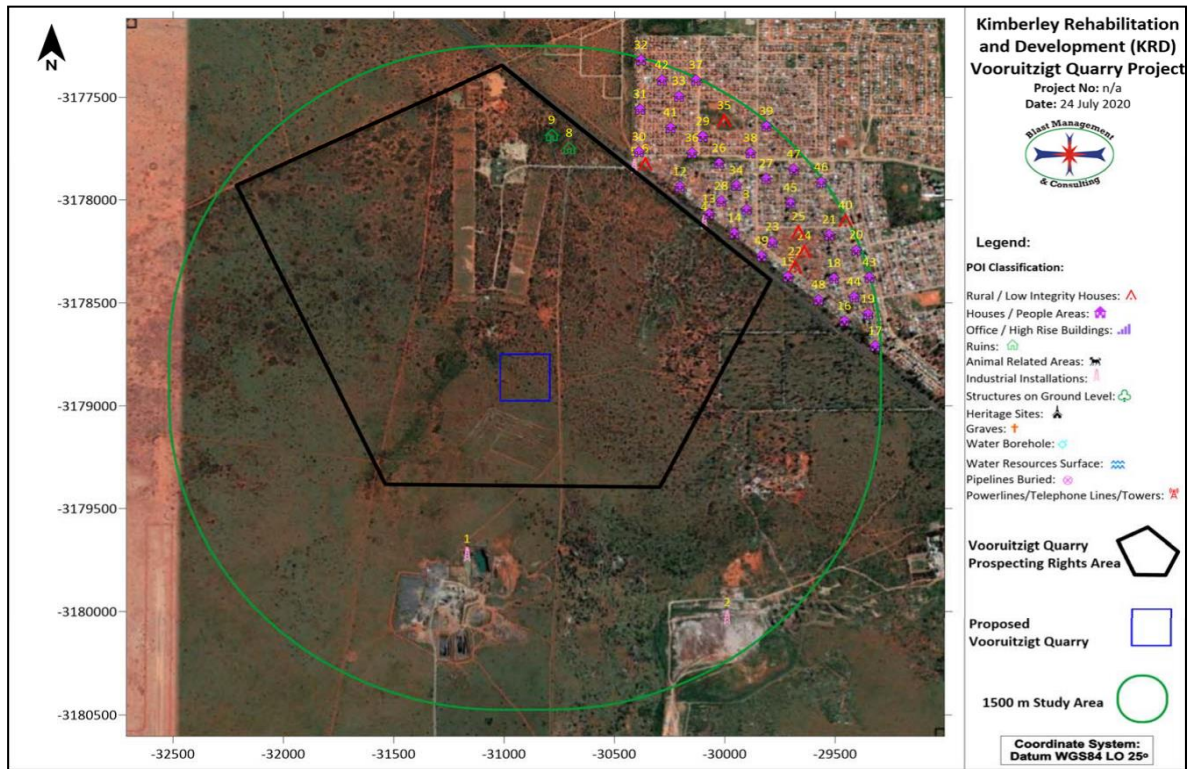 Kimberley Rehabilitation
and Development (KRD)
Vooruitzigt Quarry Project
Project No: n/a
Date: 24 July 2020
Blast Management
& Consulting
Legend:
POI Classification:
Rural / Low Integrity Houses:
Houses / People Areas:
Office / High Rise Buildings:
Ruins:
Animal Related Areas:
Industrial Installations:
Structures on Ground Level:
Heritage Sites:
Graves:
Water Borehole:
Water Resources Surface:
Pipelines Buried:
Powerlines/Telephone Lines/Towers:
Vooruitzigt Quarry
Prospecting Rights Area
Proposed
Vooruitzigt Quarry
1500 m Study Area
Coordinate System:
Datum WGS84 LO 25º
N
-3177500
-3178000
-3178500
-3179000
-3179500
-3180000
-3180500
-32500
-32000
-31500
-31000
-30500
-30000
-29500
32
42
37
33
31
35
39
41
29
30
36
38
9
8
26
47
46
12
34
27
28
3
45
13
4
40
14
25
21
23
24
20
49
22
15
18
43
44
48
19
16
17
1
2